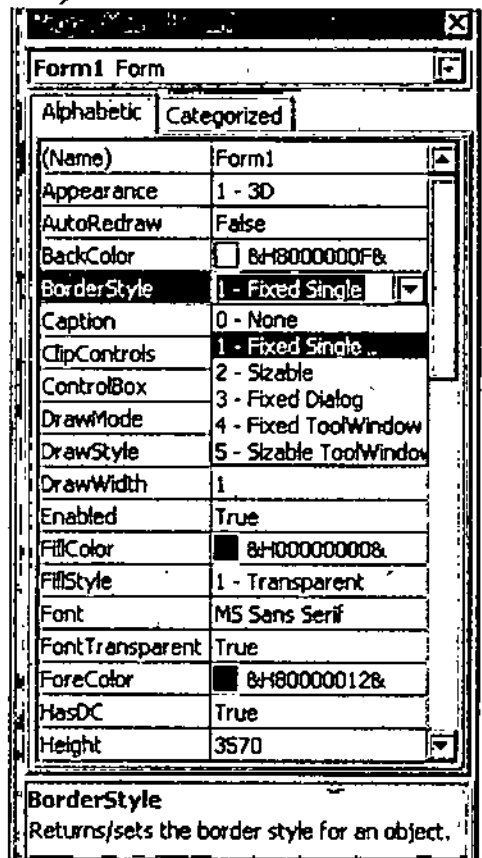 Form1 Form
Alphabetic Categorized
(Name) Form1
Appearance 1 - 3D
AutoRedraw False
BackColor &H8000000F&
BorderStyle 1 - Fixed Single
Caption 0 - None
ClipControls 1 - Fixed Single
ControlBox 2 - Sizable
3 - Fixed Dialog
DrawMode 4 - Fixed ToolWindow
DrawStyle 5 - Sizable ToolWindow
DrawWidth 1
Enabled True
FillColor &H00000000&
FillStyle 1 - Transparent
Font MS Sans Serif
FontTransparent True
ForeColor &H80000012&
HasDC True
Height 3570
BorderStyle
Returns/sets the border style for an object.